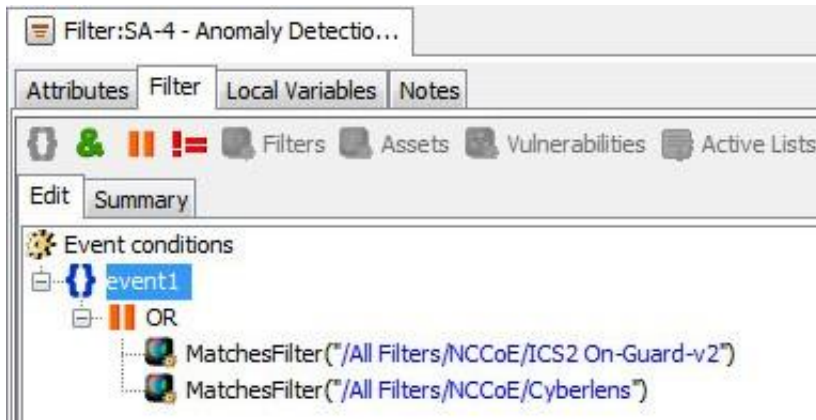 Filter:SA-4 - Anomaly Detectio...
Attributes Filter Local Variables Notes
{} & != Filters Assets Vulnerabilities Active Lists
Edit Summary
Event conditions
{} event1
OR
MatchesFilter("/All Filters/NCCoE/ICS2 On-Guard-v2")
MatchesFilter("/All Filters/NCCoE/Cyberlens")